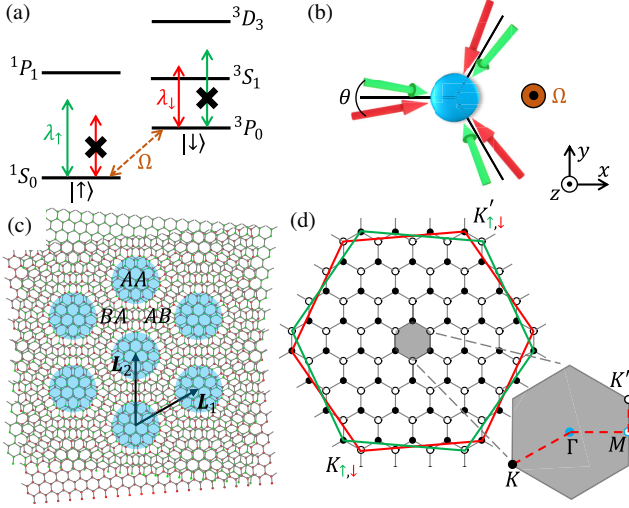 (a)
³D₃
¹P₁
³S₁
λ↑
λ↓
³P₀
Ω
|↓⟩
¹S₀
|↑⟩
(b)
θ
Ω
y
z
x
(c)
AA
BA
AB
L₂
L₁
(d)
K′↑,↓
K↑,↓
K′
Γ
M
K